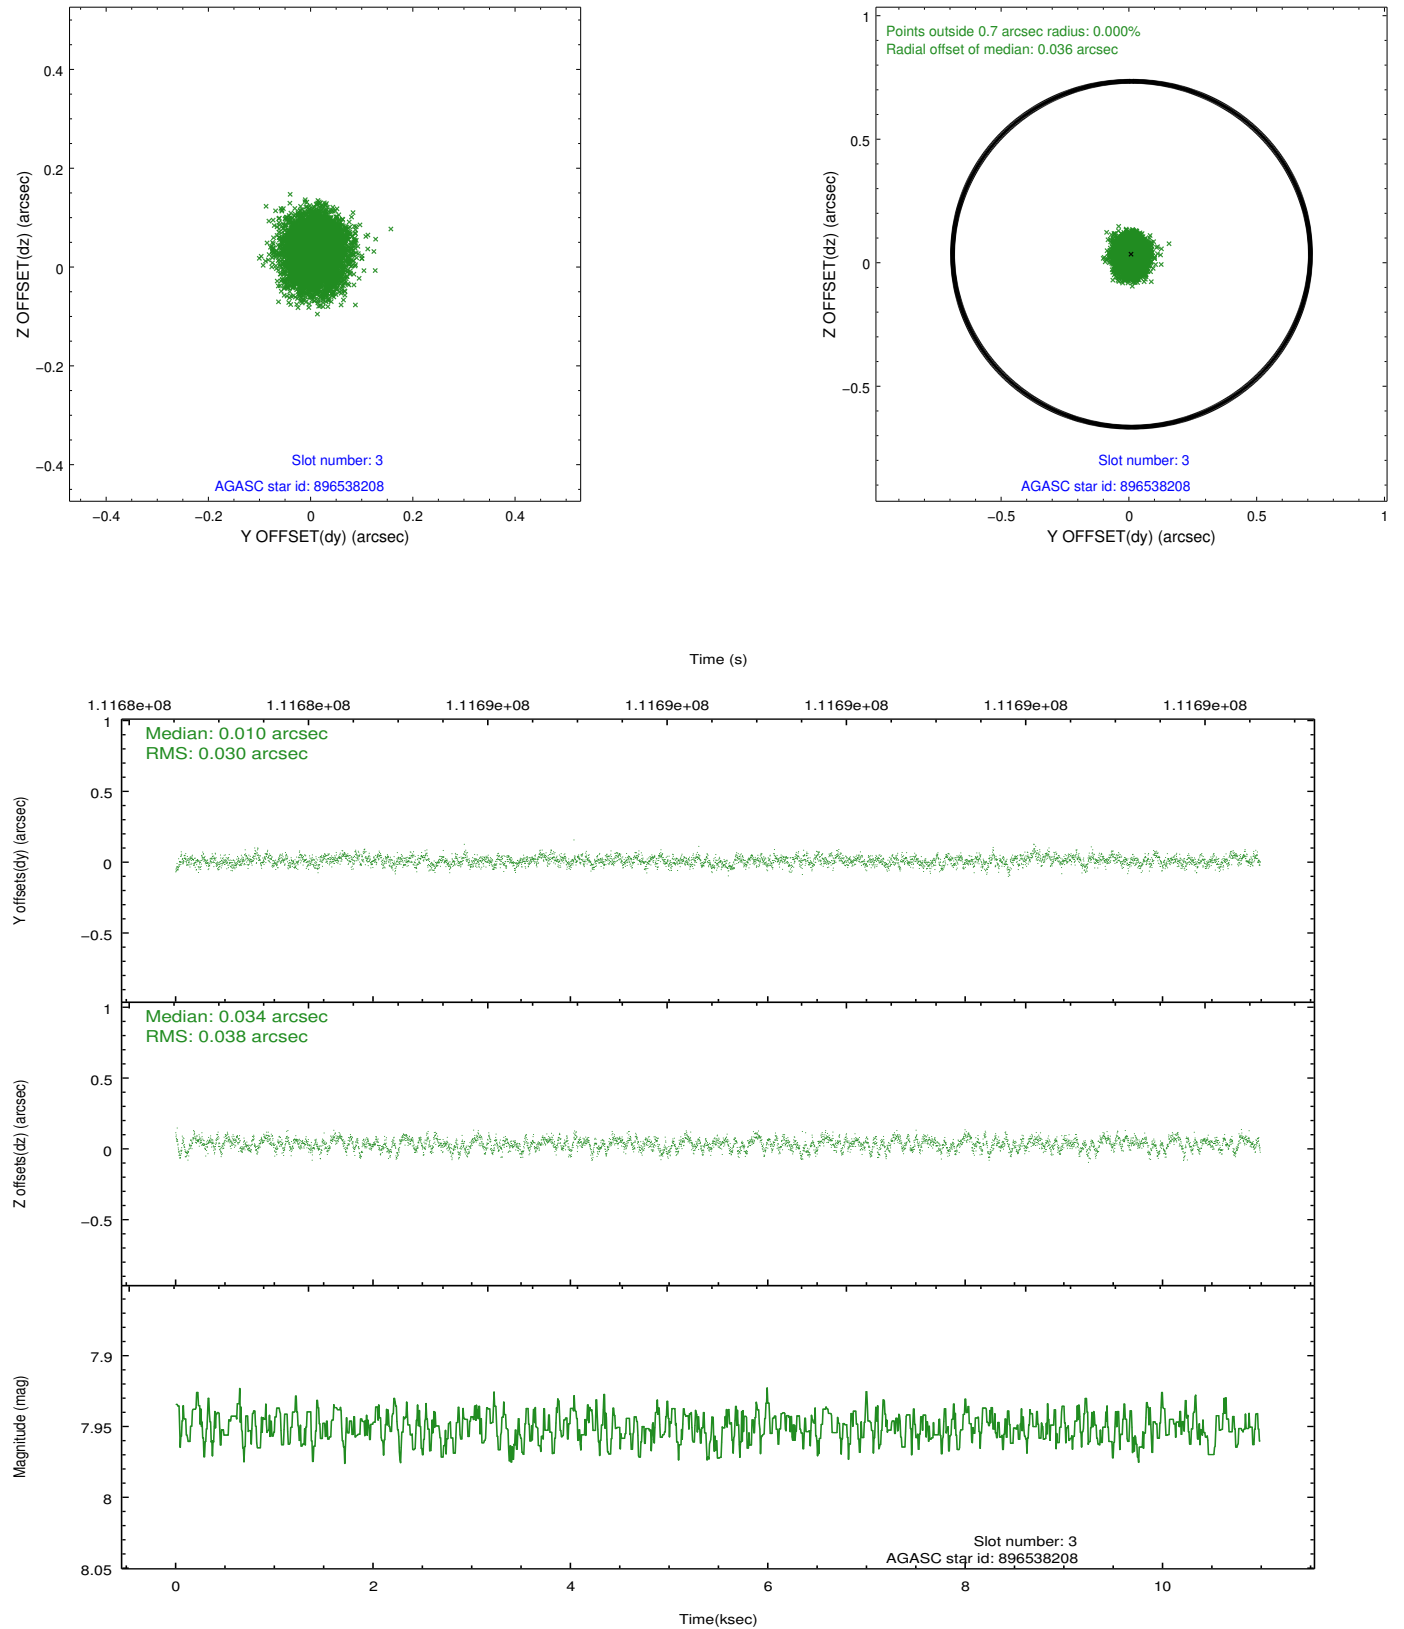 0.4
0.2
0
−0.2
−0.4
Z OFFSET(dz) (arcsec)
Slot number: 3
AGASC star id: 896538208
−0.4 −0.2 0 0.2 0.4
Y OFFSET(dy) (arcsec)
Points outside 0.7 arcsec radius: 0.000%
Radial offset of median: 0.036 arcsec
1
0.5
0
−0.5
Z OFFSET(dz) (arcsec)
Slot number: 3
AGASC star id: 896538208
−0.5 0 0.5 1
Y OFFSET(dy) (arcsec)
Time (s)
1.1168e+08 1.1168e+08 1.1169e+08 1.1169e+08 1.1169e+08 1.1169e+08 1.1169e+08
Median: 0.010 arcsec
RMS: 0.030 arcsec
1
0.5
0
−0.5
Y offsets(dy) (arcsec)
Median: 0.034 arcsec
RMS: 0.038 arcsec
1
0.5
0
−0.5
Z offsets(dz) (arcsec)
7.9
7.95
8
8.05
Magnitude (mag)
Slot number: 3
AGASC star id: 896538208
0 2 4 6 8 10
Time(ksec)